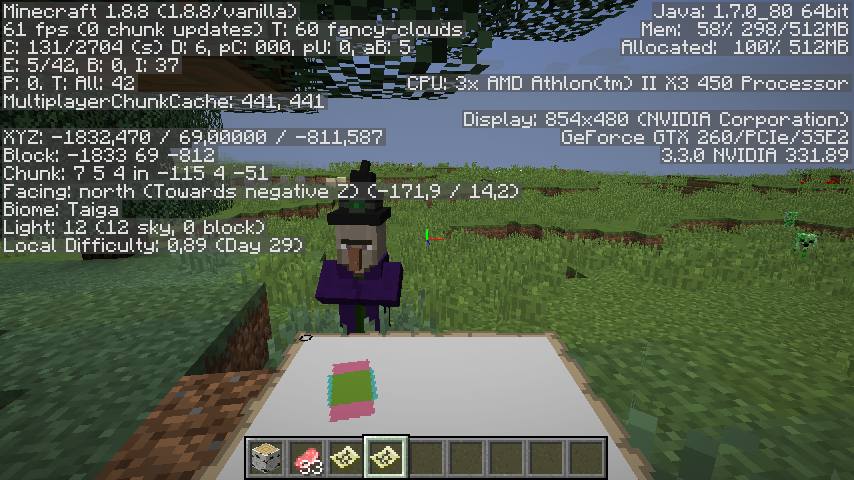 Minecraft 1.8.8 (1.8.8/vanilla)
61 fps (0 chunk updates) T: 60 fancy-clouds
C: 131/2704 (s) D: 6, pC: 000, pU: 0, aB: 5
E: 5/42, B: 0, I: 37
P: 0, T: All: 42
MultiplayerChunkCache: 441, 441
XYZ: -1832,470 / 69,00000 / -811,587
Block: -1833 69 -812
Chunk: 7 5 4 in -115 4 -51
Facing: north (Towards negative Z) (-171,9 / 14,2)
Biome: Taiga
Light: 12 (12 sky, 0 block)
Local Difficulty: 0,89 (Day 29)
Java: 1.7.0_80 64bit
Mem: 58% 298/512MB
Allocated: 100% 512MB
CPU: 3x AMD Athlon(tm) II X3 450 Processor
Display: 854x480 (NVIDIA Corporation)
GeForce GTX 260/PCIe/SSE2
3.3.0 NVIDIA 331.89
33